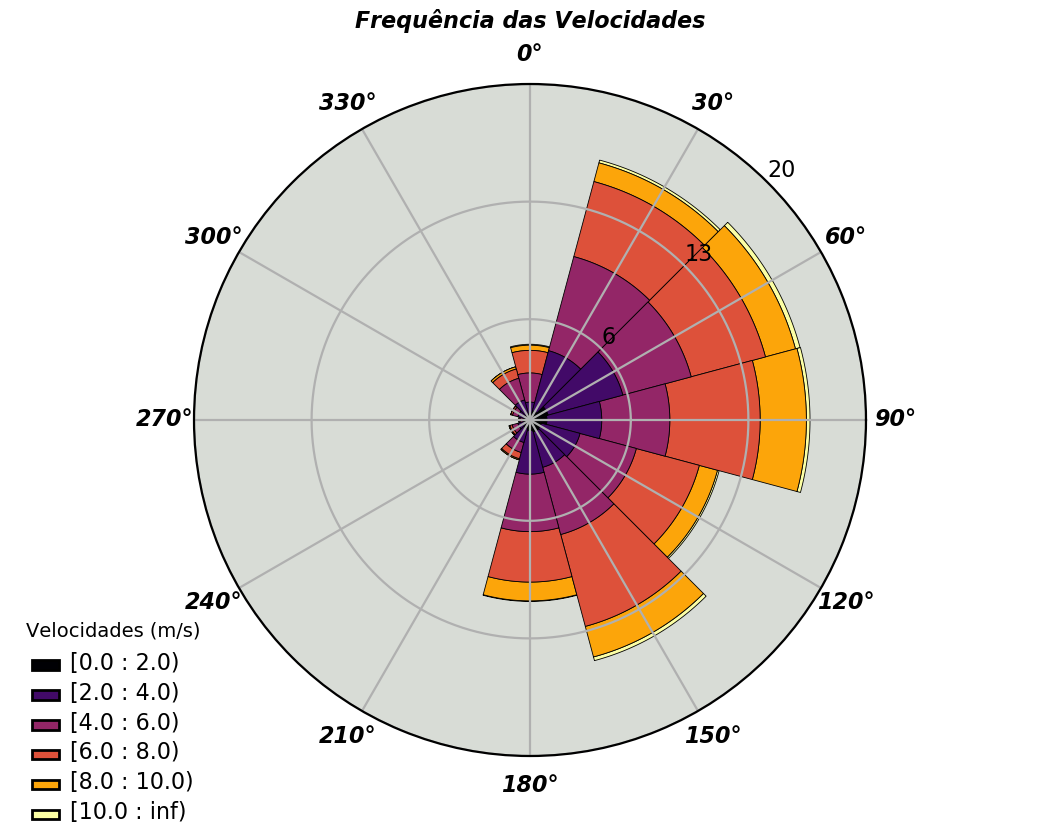 Frequência das Velocidades
0°
330°
30°
20
300°
60°
13
6
270°
90°
240°
120°
210°
150°
180°
Velocidades (m/s)
[0.0 : 2.0)
[2.0 : 4.0)
[4.0 : 6.0)
[6.0 : 8.0)
[8.0 : 10.0)
[10.0 : inf)